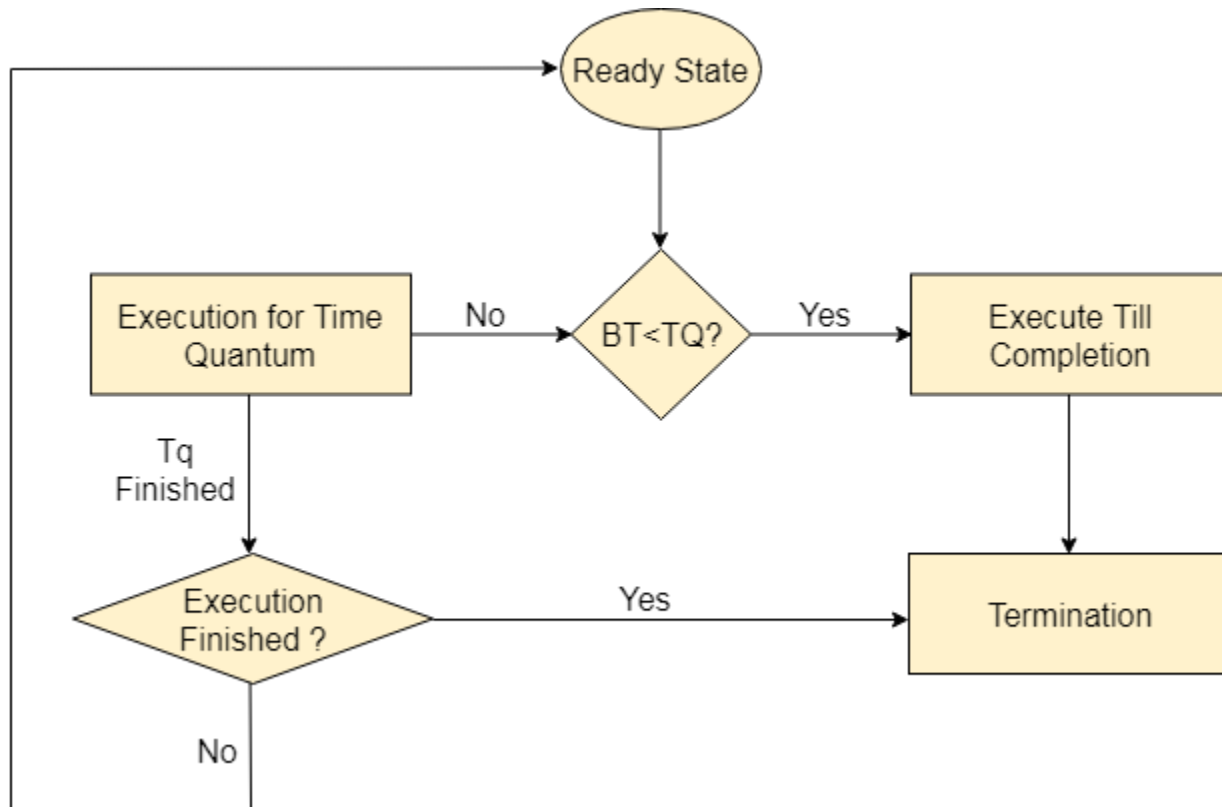 Ready State
Execution for Time
Quantum
No
BT<TQ?
Yes
Execute Till
Completion
Tq
Finished
Execution
Finished ?
Yes
Termination
No